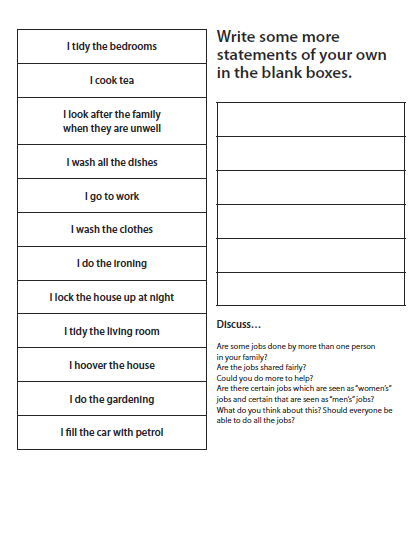 I tidy the bedrooms
I cook tea
I look after the family
when they are unwell
I wash all the dishes
I go to work
I wash the clothes
I do the ironing
I lock the house up at night
I tidy the living room
I hoover the house
I do the gardening
I fill the car with petrol
Write some more
statements of your own
in the blank boxes.
Discuss...
Are some jobs done by more than one person
in your family?
Are the jobs shared fairly?
Could you do more to help?
Are there certain jobs which are seen as “women’s”
jobs and certain that are seen as “men’s” jobs?
What do you think about this? Should everyone be
able to do all the jobs?